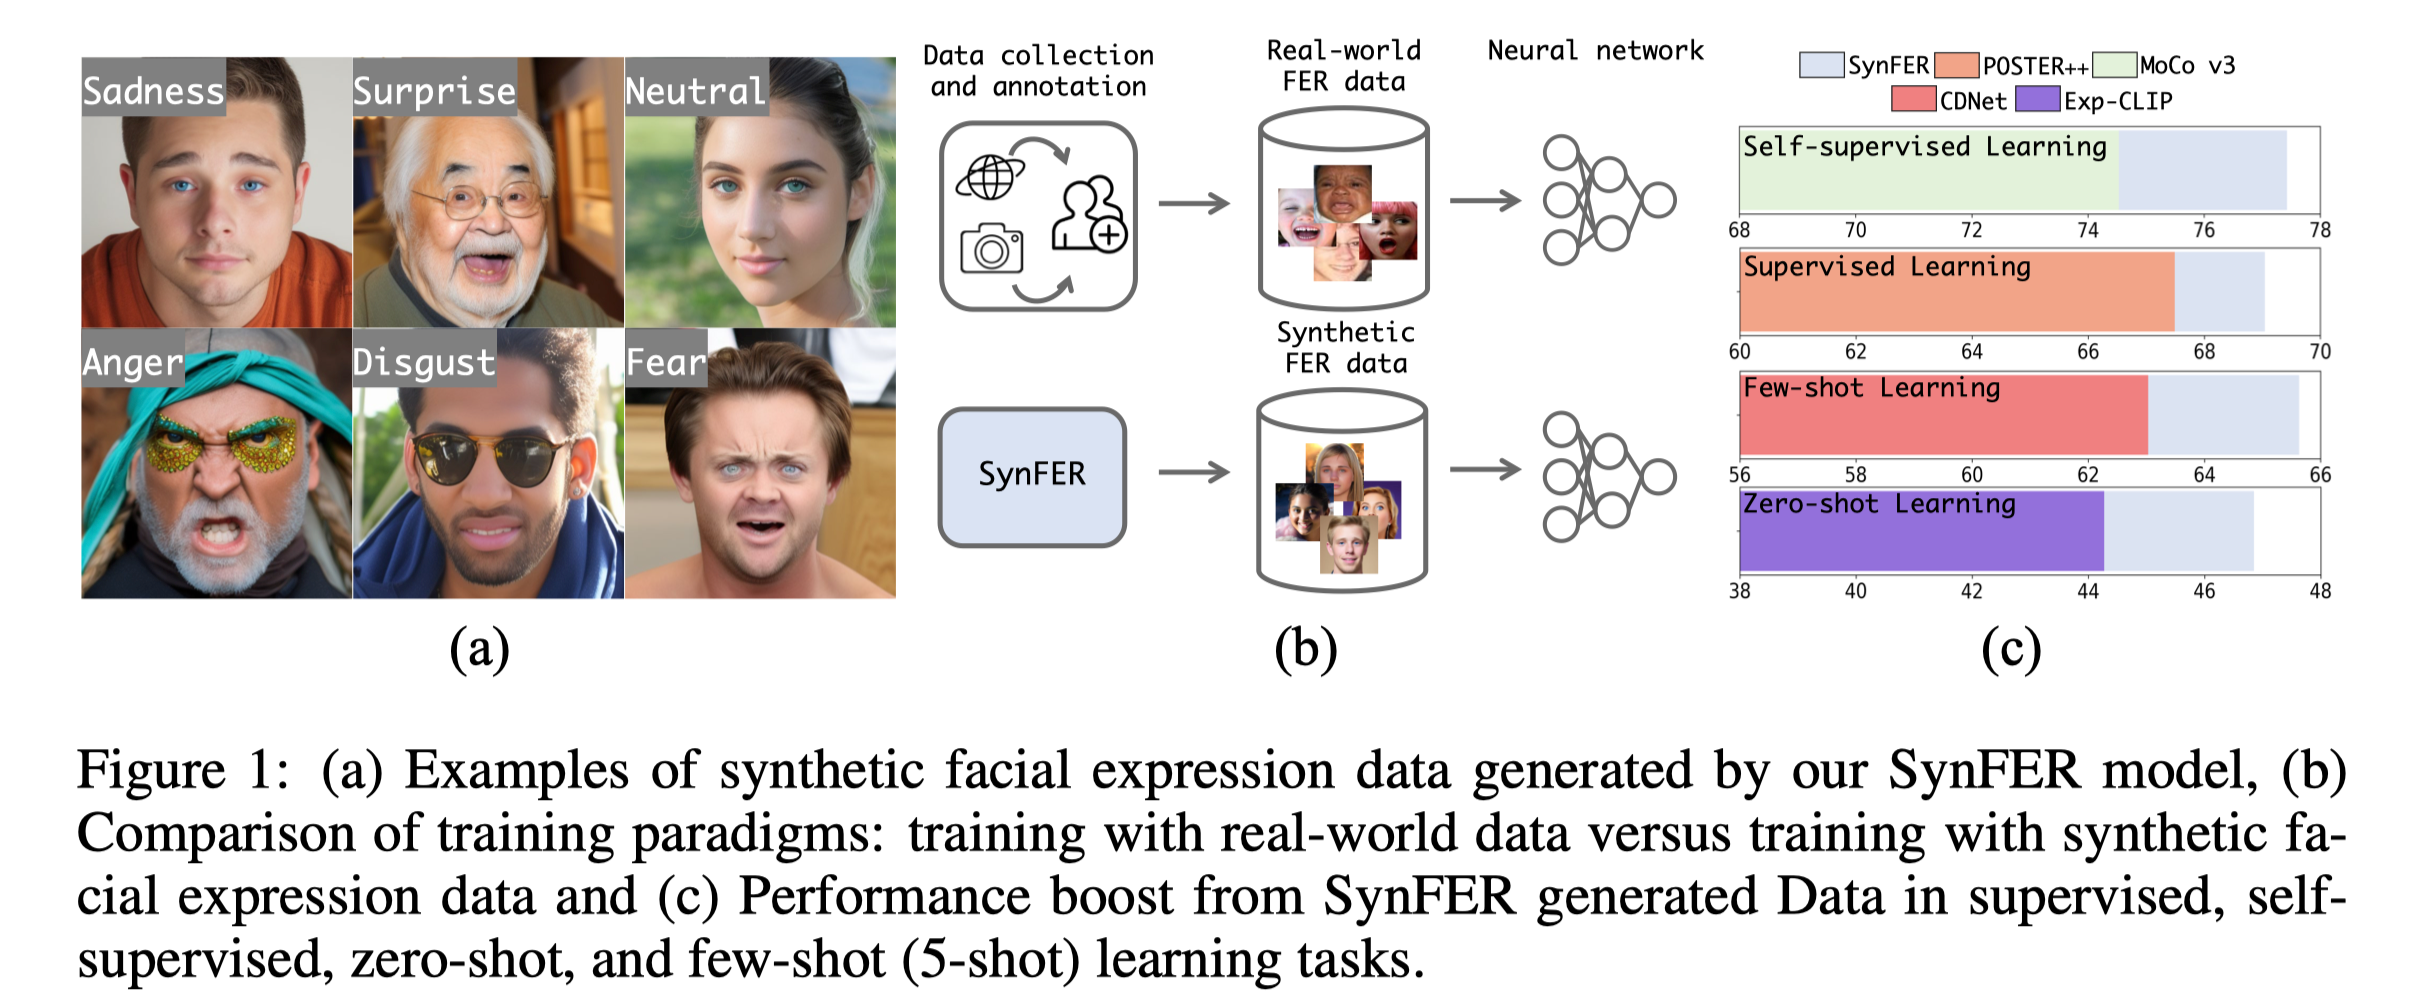 Sadness
Surprise
Neutral
Anger
Disgust
Fear
(a)
Data collection
and annotation
Real-world
FER data
Neural network
Synthetic
FER data
SynFER
(b)
SynFER POSTER++ MoCo v3
CDNet Exp-CLIP
Self-supervised Learning
68 70 72 74 76 78
Supervised Learning
60 62 64 66 68 70
Few-shot Learning
56 58 60 62 64 66
Zero-shot Learning
38 40 42 44 46 48
(c)
Figure 1: (a) Examples of synthetic facial expression data generated by our SynFER model, (b)
Comparison of training paradigms: training with real-world data versus training with synthetic fa-
cial expression data and (c) Performance boost from SynFER generated Data in supervised, self-
supervised, zero-shot, and few-shot (5-shot) learning tasks.